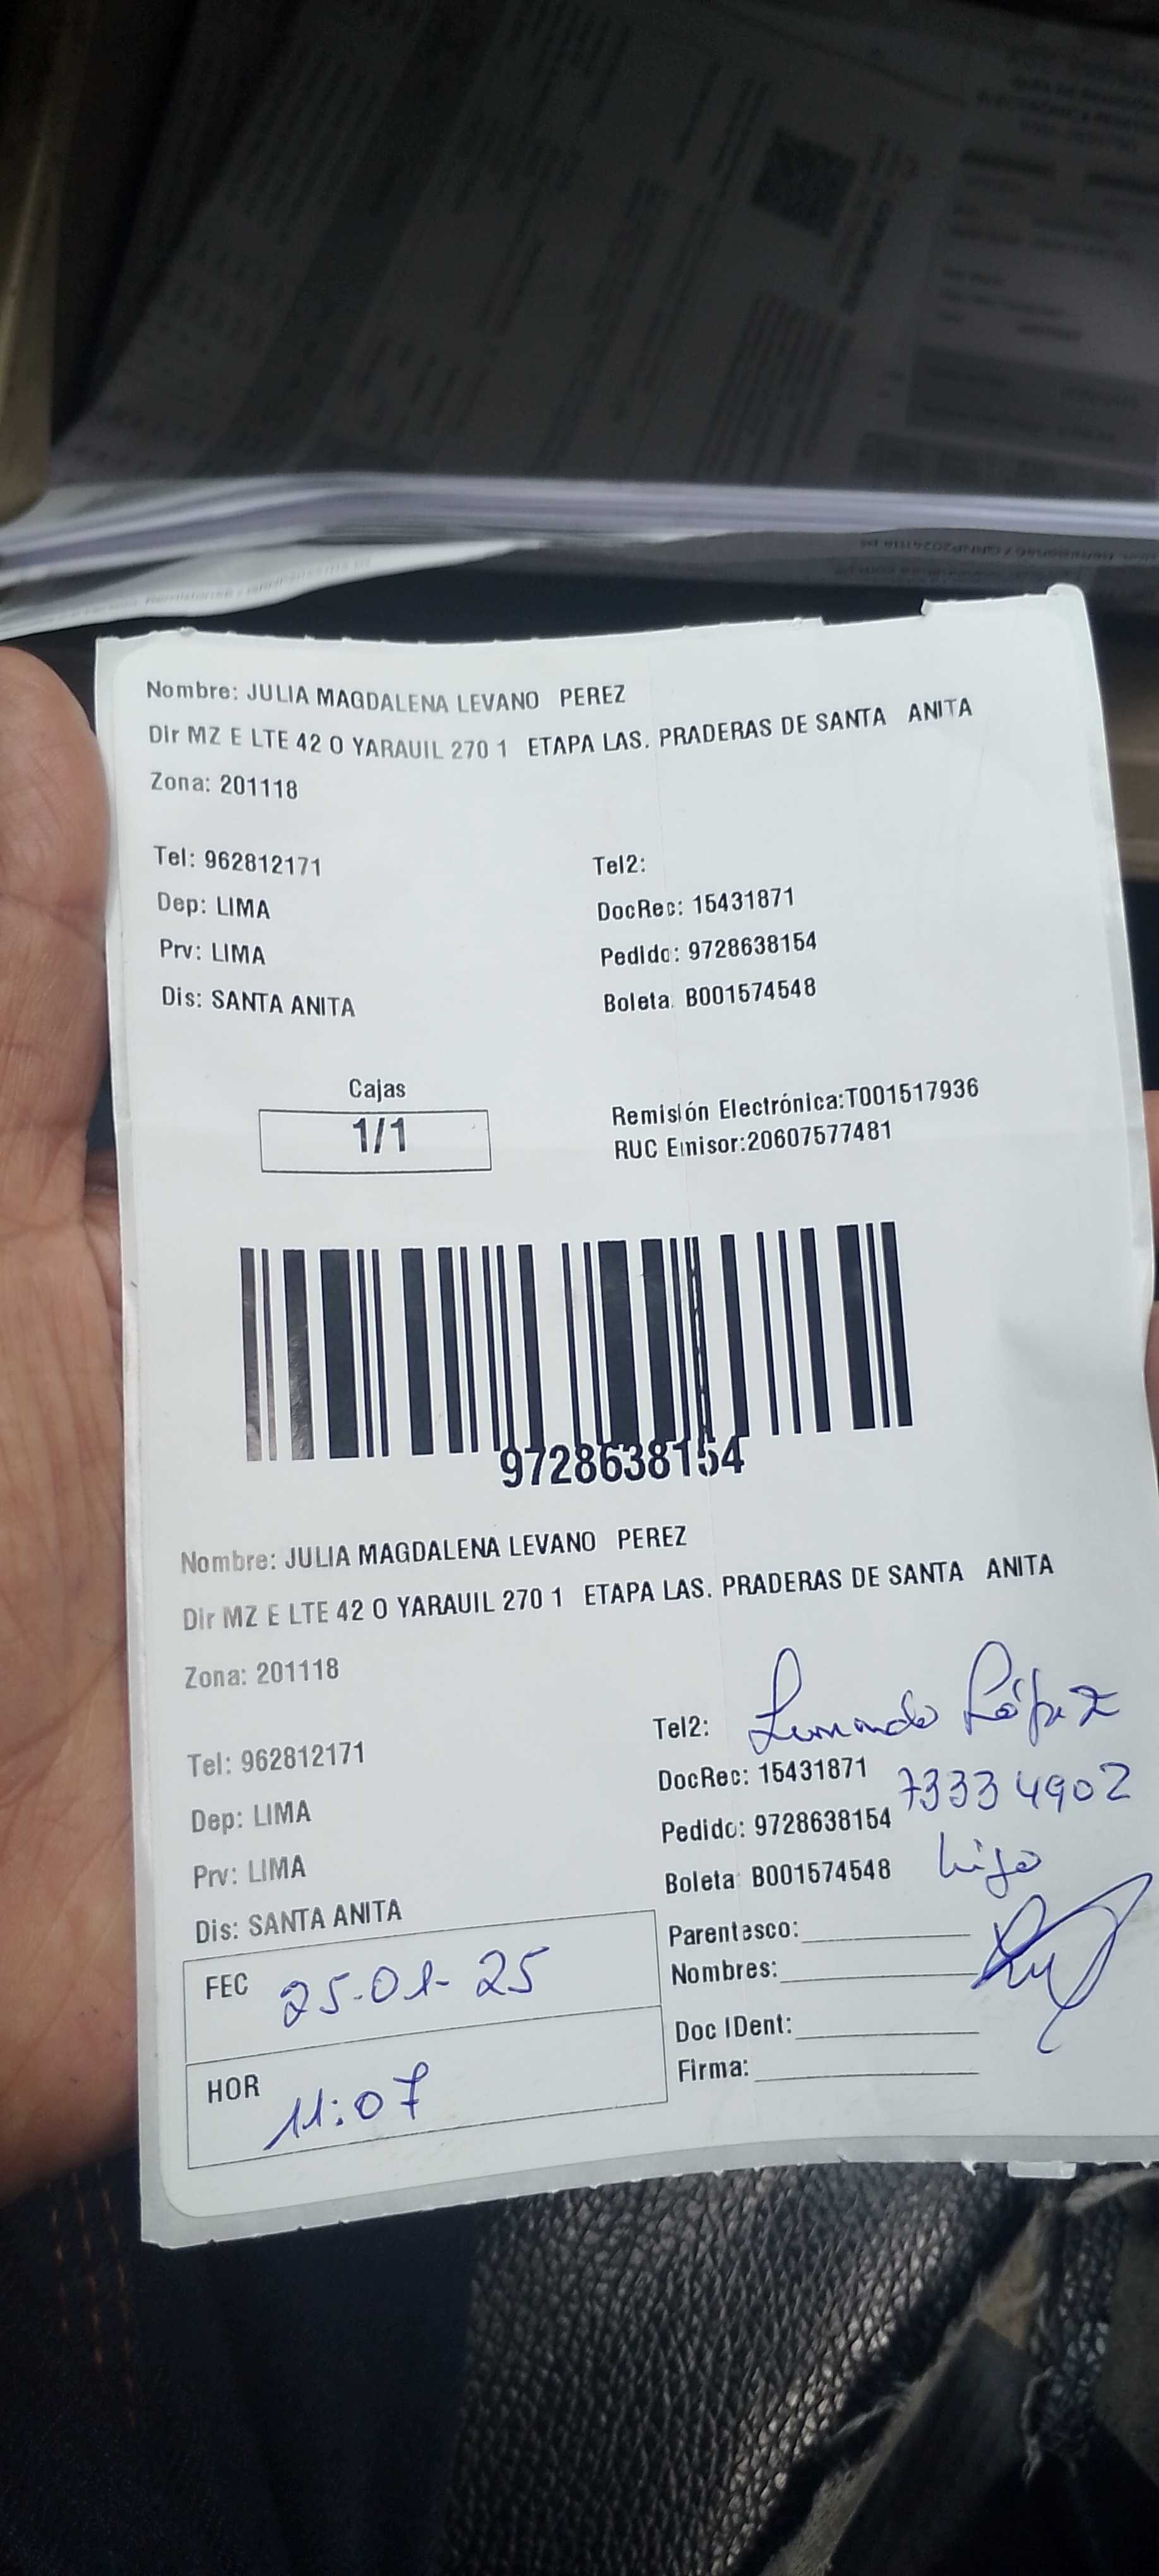 Nombre: JULIA MAGDALENA LEVANO PEREZ
Dir MZ E LTE 42 O YARAUIL 270 1 ETAPA LAS. PRADERAS DE SANTA ANITA
Zona: 201118
Tel: 962812171
Tel2:
Dep: LIMA
DocRec: 15431871
Prv: LIMA
Pedido: 9728638154
Dis: SANTA ANITA
Boleta: B001574548
Cajas
1/1
Remisión Electrónica:T001517936
RUC Emisor:20607577481
9728638154
Nombre: JULIA MAGDALENA LEVANO PEREZ
Dir MZ E LTE 42 O YARAUIL 270 1 ETAPA LAS. PRADERAS DE SANTA ANITA
Zona: 201118
Tel2: López
Tel: 962812171
DocRec: 15431871 73334902
Dep: LIMA
Pedido: 9728638154
Prv: LIMA
Boleta: B001574548 hijo
Dis: SANTA ANITA
Parentesco:
FEC 25-01-25
Nombres:
Doc IDent:
HOR 11:07
Firma: